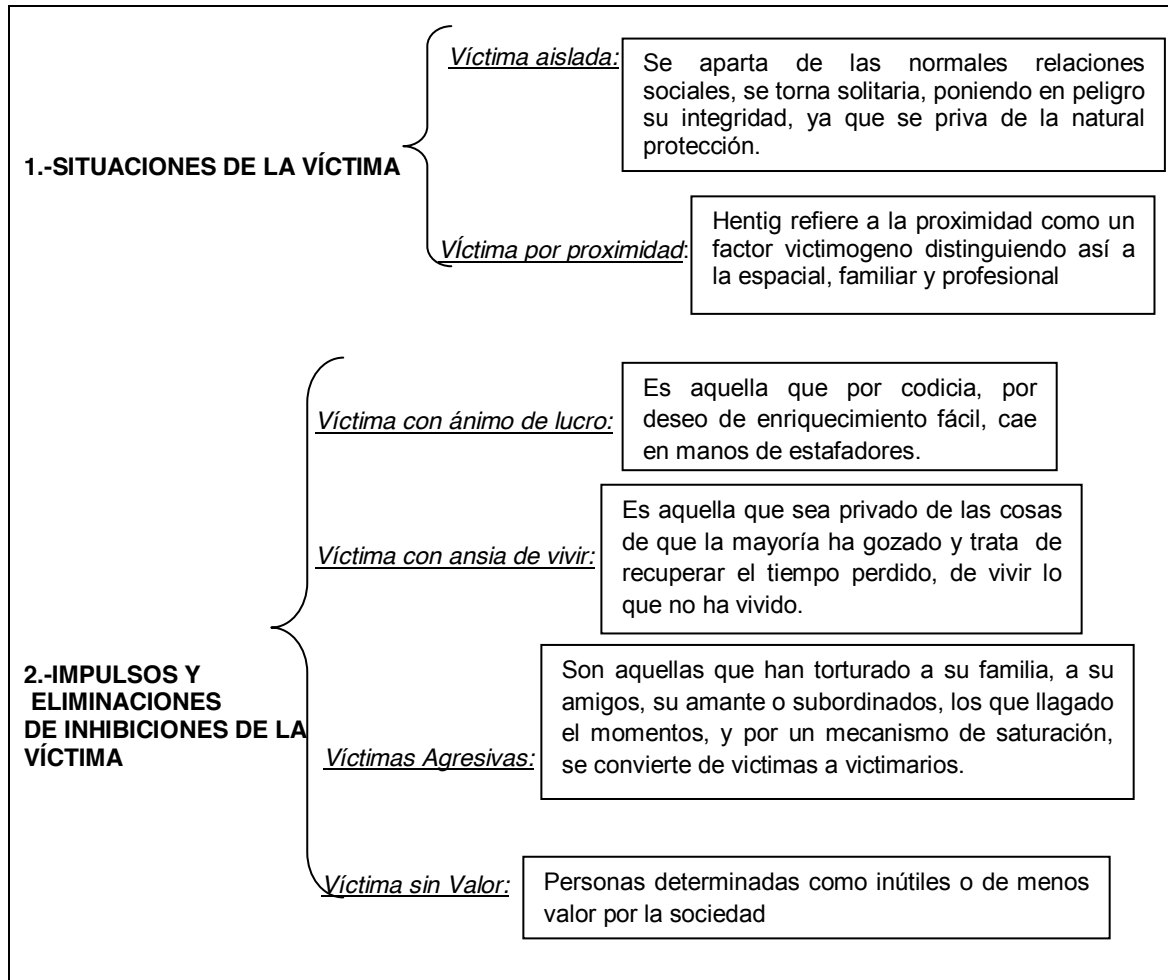 Víctima aislada:
Se aparta de las normales relaciones
sociales, se torna solitaria, poniendo en peligro
su integridad, ya que se priva de la natural
protección.
1.-SITUACIONES DE LA VÍCTIMA
VÍctima por proximidad:
Hentig refiere a la proximidad como un
factor victimogeno distinguiendo así a
la espacial, familiar y profesional
Víctima con ánimo de lucro:
Es aquella que por codicia, por
deseo de enriquecimiento fácil, cae
en manos de estafadores.
Víctima con ansia de vivir:
Es aquella que sea privado de las cosas
de que la mayoría ha gozado y trata de
recuperar el tiempo perdido, de vivir lo
que no ha vivido.
2.-IMPULSOS Y
ELIMINACIONES
DE INHIBICIONES DE LA
VÍCTIMA
Víctimas Agresivas:
Son aquellas que han torturado a su familia, a su
amigos, su amante o subordinados, los que llagado
el momentos, y por un mecanismo de saturación,
se convierte de victimas a victimarios.
Víctima sin Valor:
Personas determinadas como inútiles o de menos
valor por la sociedad